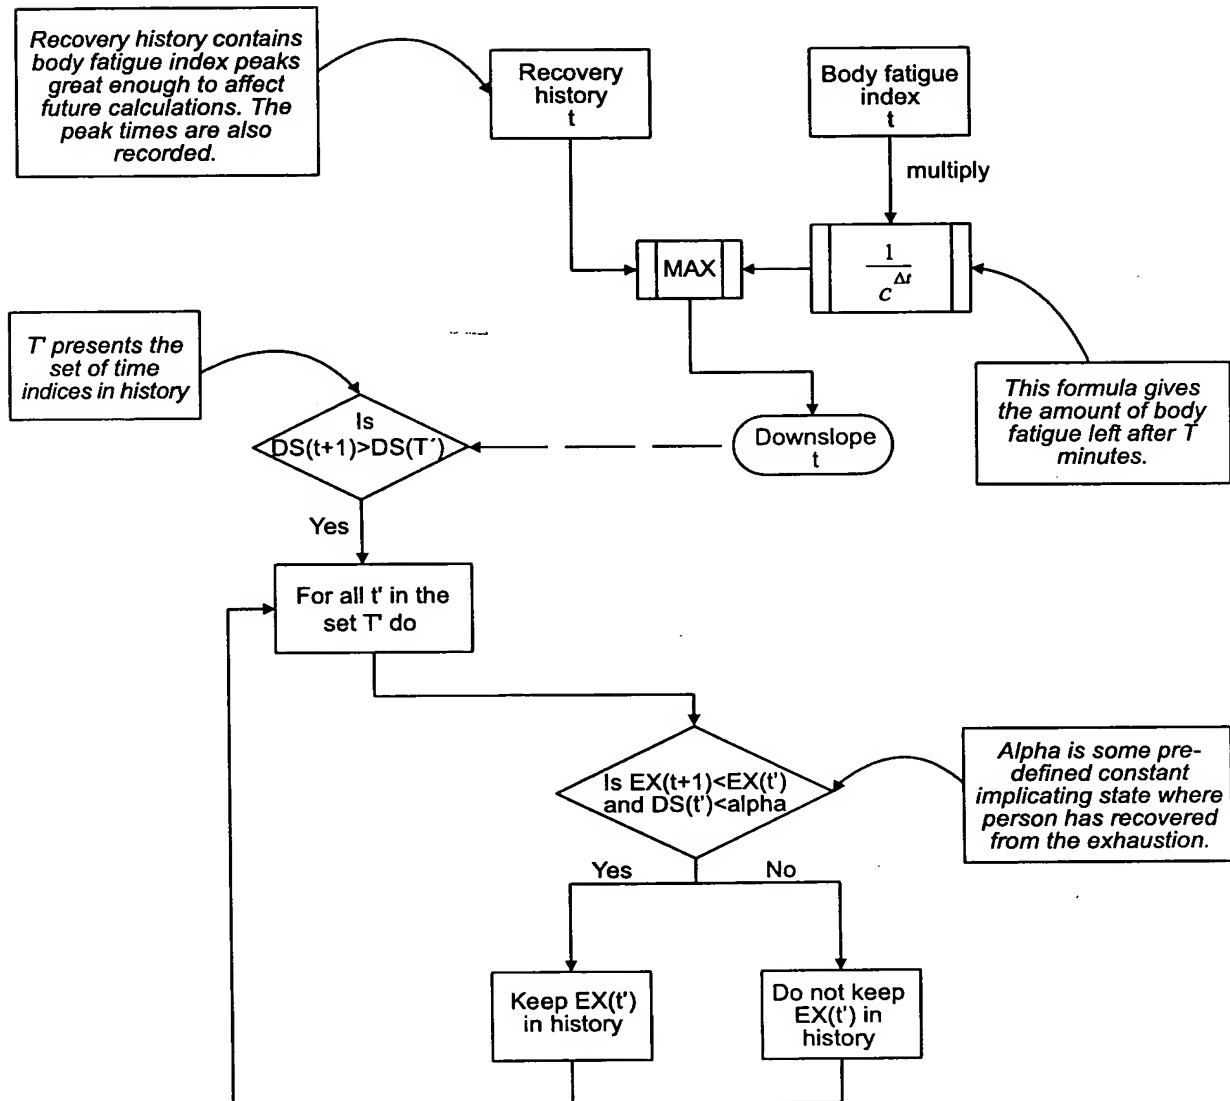 Recovery history contains
body fatigue index peaks
great enough to affect
future calculations. The
peak times are also
recorded.
Recovery
history
t
Body fatigue
index
t
multiply
MAX
1
c^Δt
T' presents the
set of time
indices in history
This formula gives
the amount of body
fatigue left after T
minutes.
Is
DS(t+1)>DS(T´)
Downslope
t
Yes
For all t' in the
set T' do
Is EX(t+1)<EX(t')
and DS(t')<alpha
Alpha is some pre-
defined constant
implicating state where
person has recovered
from the exhaustion.
Yes
No
Keep EX(t')
in history
Do not keep
EX(t') in
history